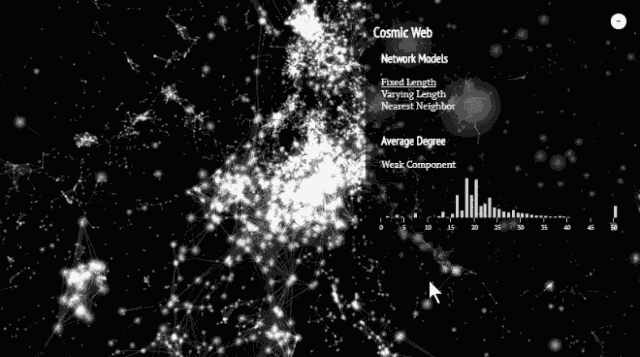 Cosmic Web
Network Models
Fixed Length
Varying Length
Nearest Neighbor
Average Degree
Weak Component
0 5 10 15 20 25 30 35 40 45 50